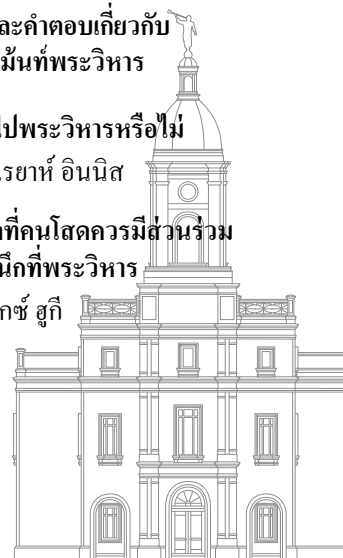 ละคำตอบเกี่ยวกับ
ม้นท์พระวิหาร
ไปพระวิหารหรือไม่
รยาห์ อินนิส
ที่คนโสดควรมีส่วนร่วม
นึกที่พระวิหาร
กซ์ ฮูกี